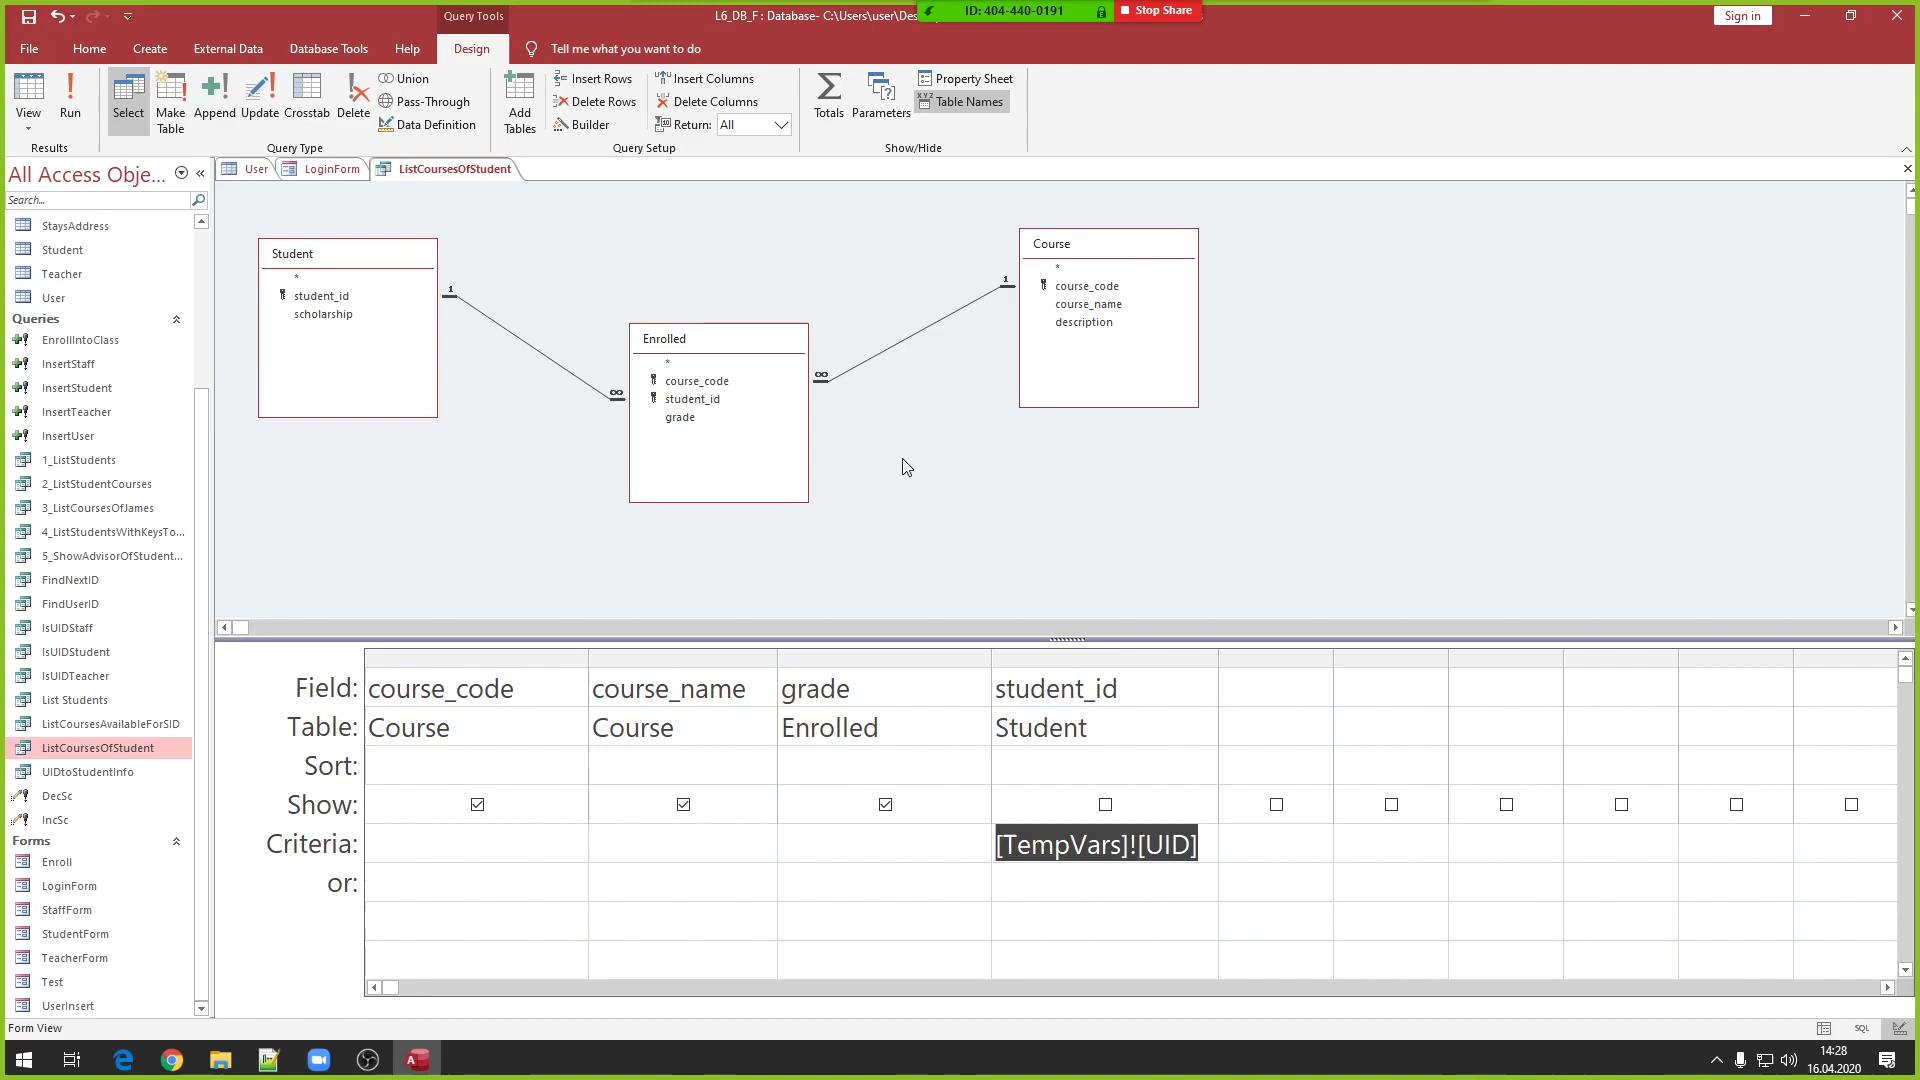 Query Tools
L6_DB_F : Database- C:\Users\user\Des
ID: 404-440-0191
Stop Share
Sign in
File
Home
Create
External Data
Database Tools
Help
Design
Tell me what you want to do
View
Run
Select
Make Table
Append
Update
Crosstab
Delete
Union
Pass-Through
Data Definition
Add Tables
Insert Rows
Delete Rows
Builder
Insert Columns
Delete Columns
Return: All
Totals
Parameters
Property Sheet
XYZ
Table Names
Results
Query Type
Query Setup
Show/Hide
All Access Obje...
Search...
User
LoginForm
ListCoursesOfStudent
StaysAddress
Student
Teacher
User
Queries
EnrollIntoClass
InsertStaff
InsertStudent
InsertTeacher
InsertUser
1_ListStudents
2_ListStudentCourses
3_ListCoursesOfJames
4_ListStudentsWithKeysTo...
5_ShowAdvisorOfStudent...
FindNextID
FindUserID
IsUIDStaff
IsUIDStudent
IsUIDTeacher
List Students
ListCoursesAvailableForSID
ListCoursesOfStudent
UIDtoStudentInfo
DecSc
IncSc
Forms
Enroll
LoginForm
StaffForm
StudentForm
TeacherForm
Test
UserInsert
Student
*
student_id
scholarship
1
∞
Enrolled
*
course_code
student_id
grade
∞
1
Course
*
course_code
course_name
description
Field: course_code course_name grade student_id
Table: Course Course Enrolled Student
Sort:
Show:
Criteria: [TempVars]![UID]
or:
Form View
SQL
14:28
16.04.2020